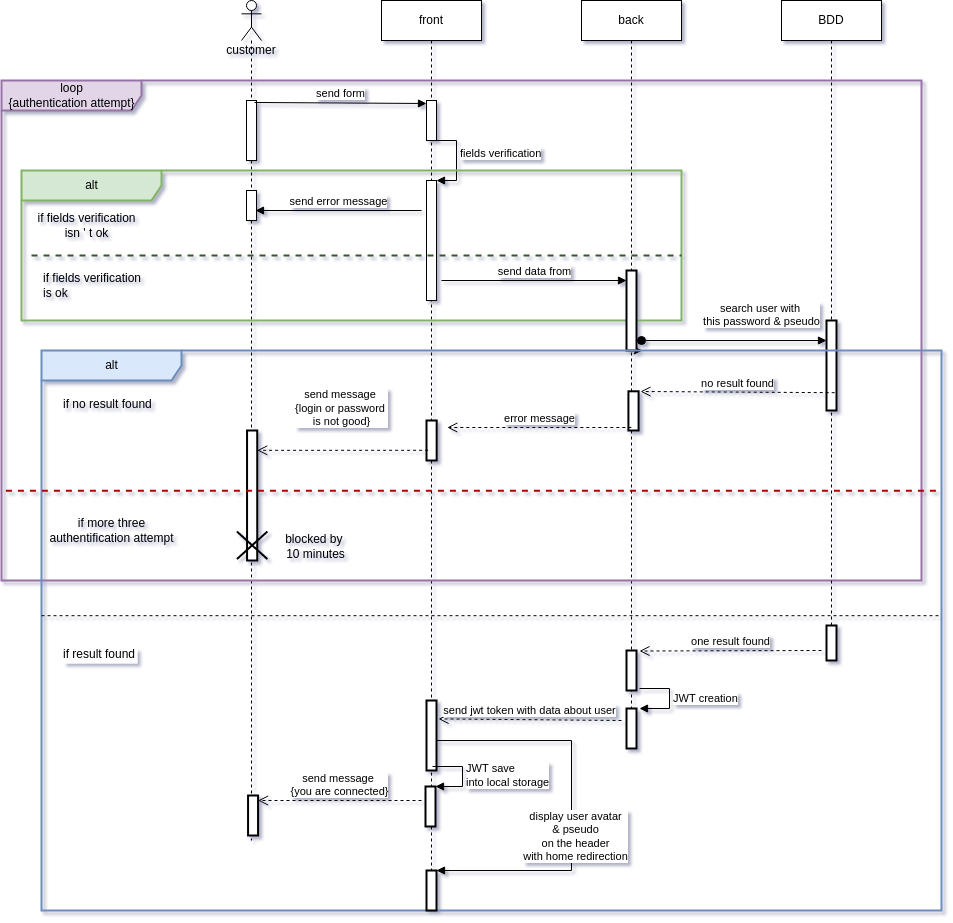 customer
front
back
BDD
loop
{authentication attempt}
send form
fields verification
alt
send error message
if fields verification
isn ' t ok
if fields verification
is ok
send data from
search user with
this password & pseudo
alt
no result found
if no result found
send message
{login or password
is not good}
error message
if more three
authentification attempt
blocked by
10 minutes
if result found
one result found
JWT creation
send jwt token with data about user
JWT save
into local storage
send message
{you are connected}
display user avatar
& pseudo
on the header
with home redirection